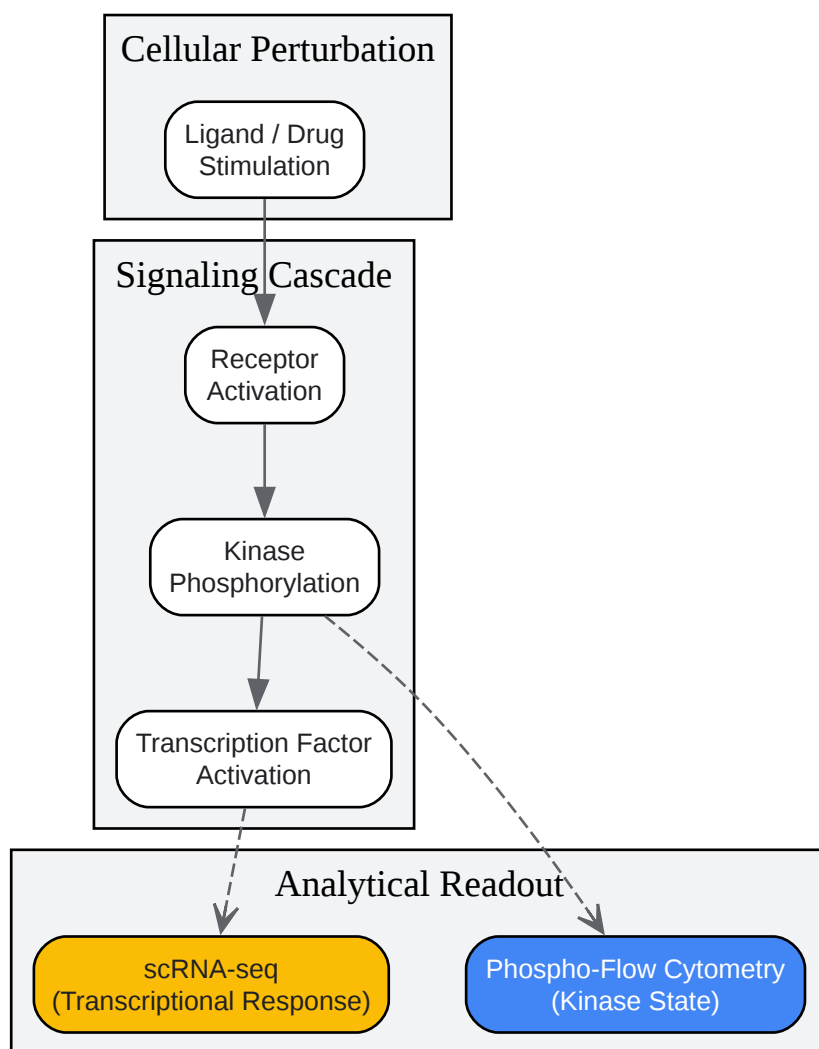 Cellular Perturbation
Ligand / Drug
Stimulation
Signaling Cascade
Receptor
Activation
Kinase
Phosphorylation
Transcription Factor
Activation
Analytical Readout
scRNA-seq
(Transcriptional Response)
Phospho-Flow Cytometry
(Kinase State)